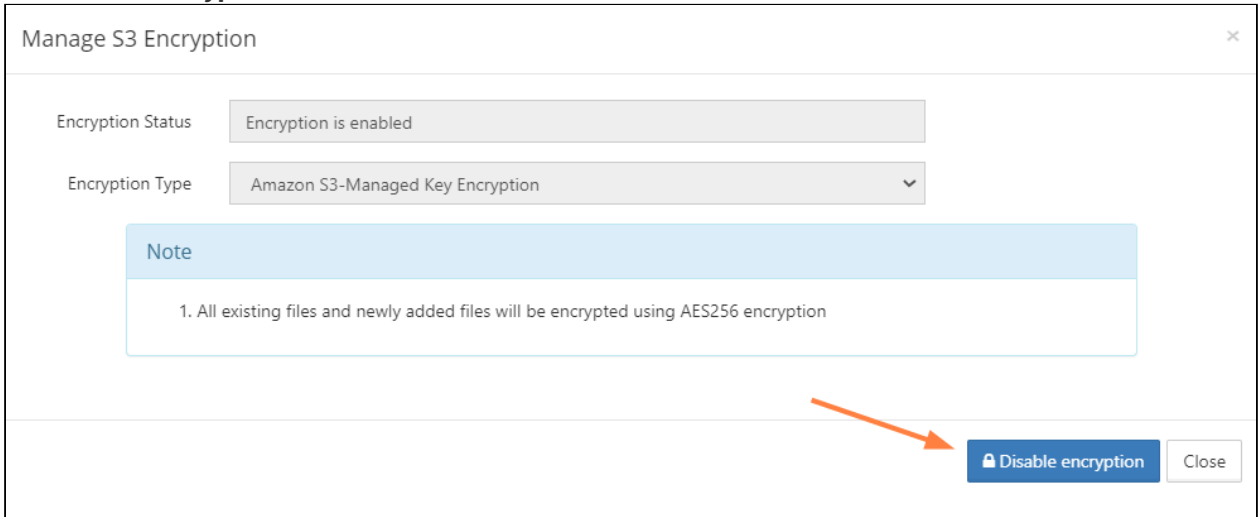 Manage S3 Encryption ×
Encryption Status Encryption is enabled
Encryption Type Amazon S3-Managed Key Encryption
Note
1. All existing files and newly added files will be encrypted using AES256 encryption
Disable encryption Close